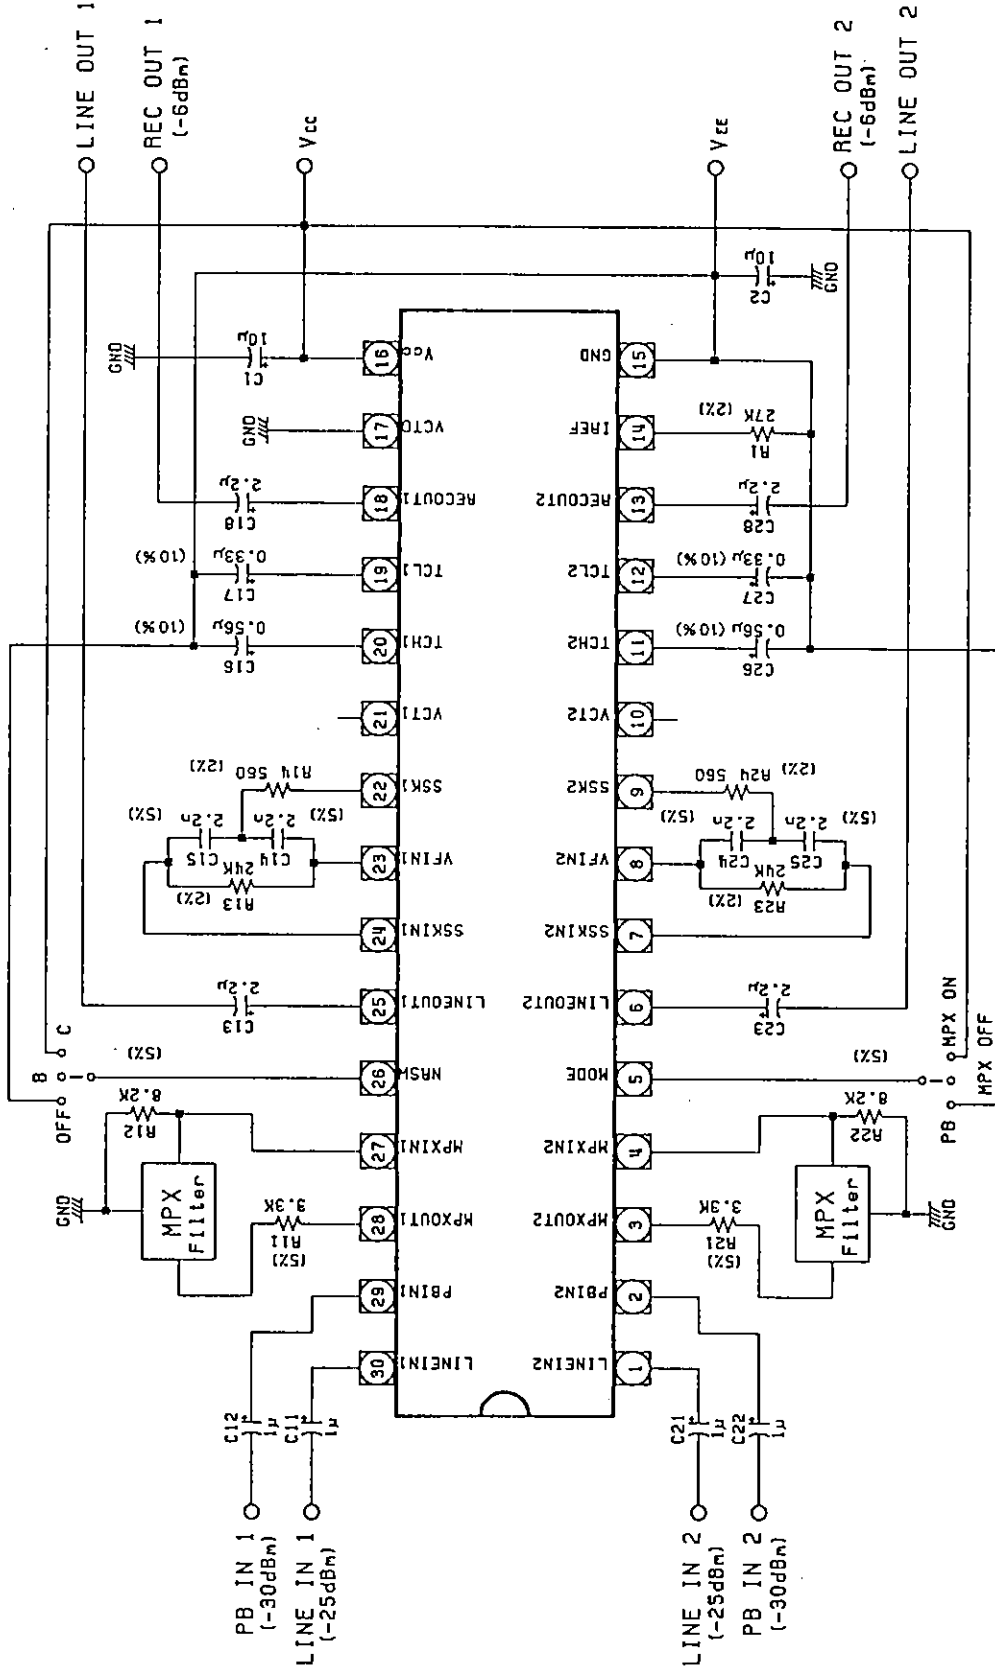 LINE OUT 1
REC OUT 1
(-6dBm)
VCC
VEE
REC OUT 2
(-6dBm)
LINE OUT 2
GND
10μ
C1
GND
C2
10μ
GND
2.2μ
C18
(10%)
0.33μ
C17
(10%)
0.56μ
C16
(2%)
27K
R1
2.2μ
C28
(10%)
0.33μ
C27
(10%)
0.56μ
C26
16
Vcc
17
VCTC
18
RECOUT1
19
TCL1
20
TCH1
21
VCT1
22
SSK1
23
VFIN1
24
SSKIN1
25
LINEOUT1
26
NRSW
27
MPXIN1
28
MPXOUT1
29
PBIN1
30
LINEIN1
15
GND
14
IREF
13
RECOUT2
12
TCL2
11
TCH2
10
VCT2
9
SSK2
8
VFIN2
7
SSKIN2
6
LINEOUT2
5
MODE
4
MPXIN2
3
MPXOUT2
2
PBIN2
1
LINEIN2
(2%)
R14
560
(5%)
2.2n
C15
(5%)
2.2n
C14
(2%)
24K
R13
2.2μ
C13
(5%)
OFF
B
C
8.2K
R12
GND
MPX
Filter
3.3K
R11
(5%)
(2%)
R24
560
(5%)
2.2n
C24
(5%)
2.2n
C25
(2%)
24K
R23
2.2μ
C23
(5%)
PB
MPX ON
MPX OFF
8.2K
R22
GND
MPX
Filter
3.3K
R21
(5%)
C12
1μ
C11
1μ
C21
1μ
C22
1μ
PB IN 1
(-30dBm)
LINE IN 1
(-25dBm)
LINE IN 2
(-25dBm)
PB IN 2
(-30dBm)